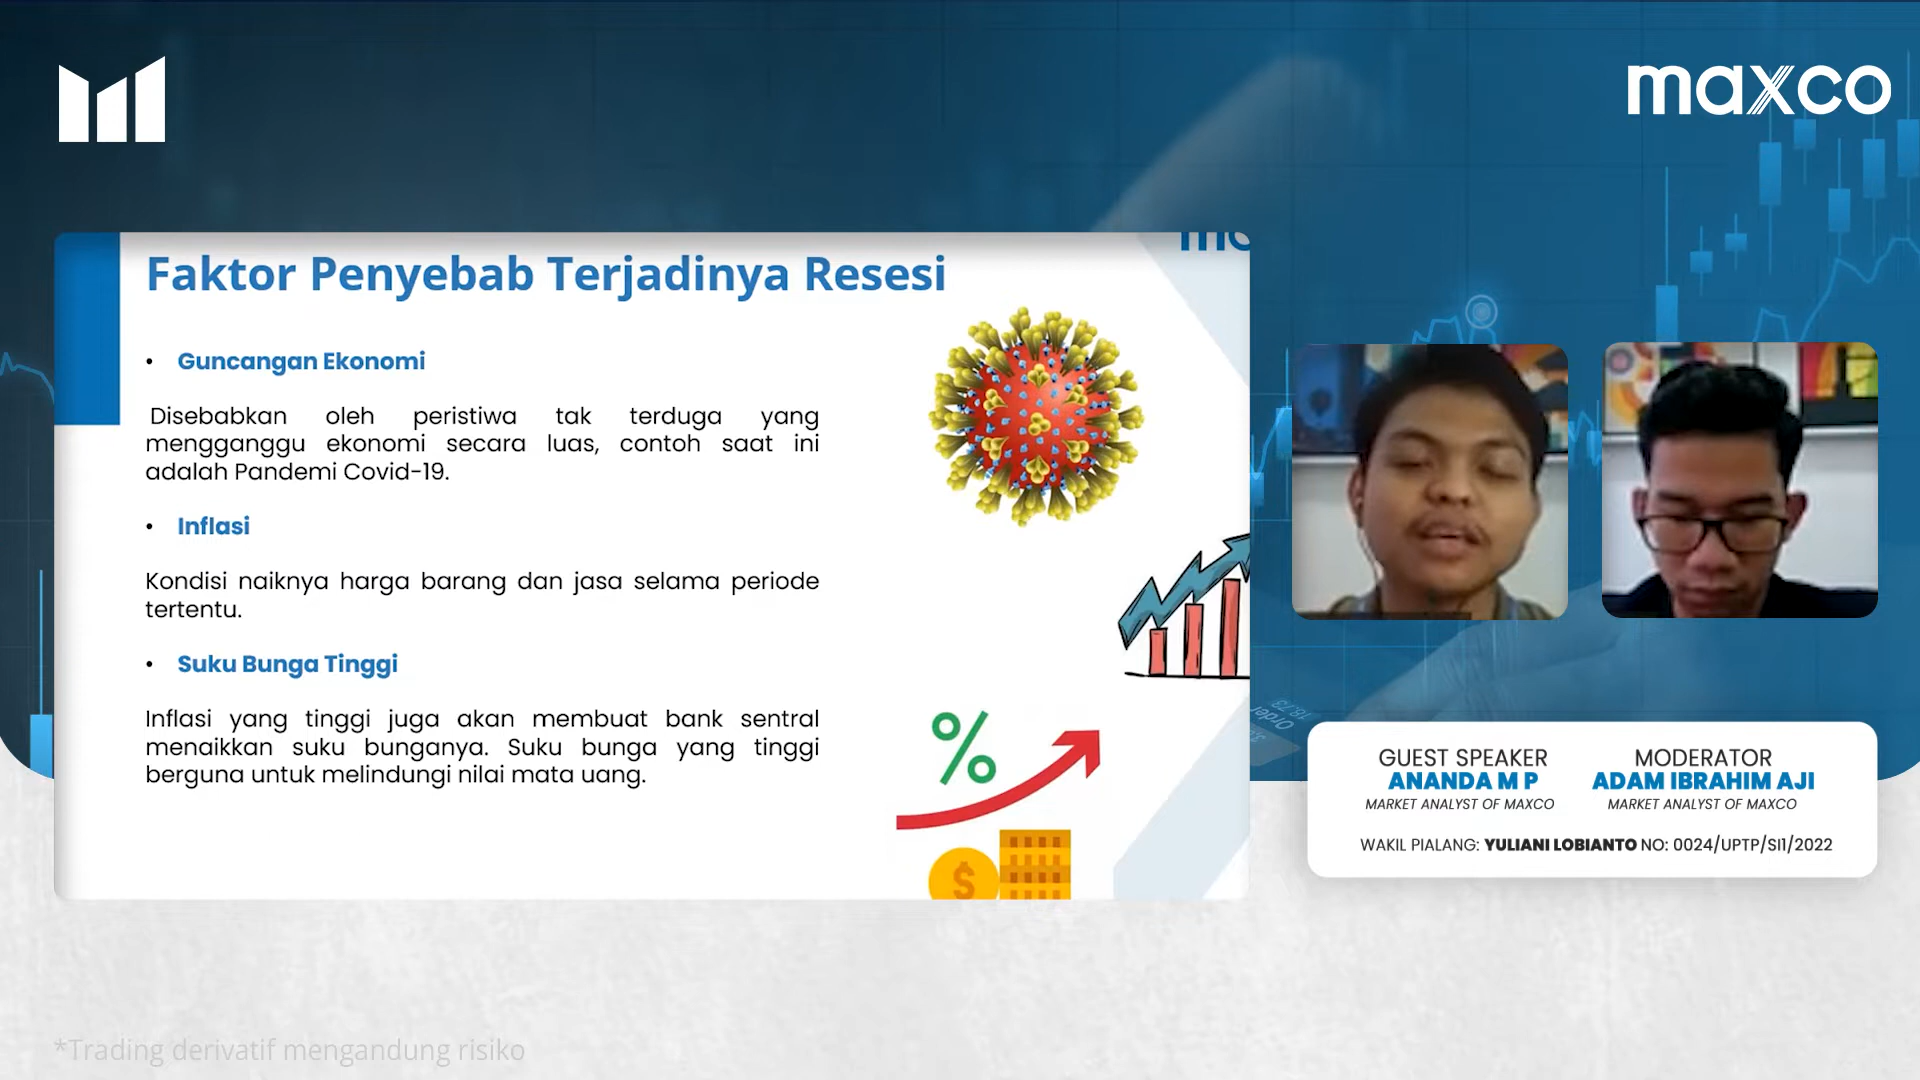 maxco
Faktor Penyebab Terjadinya Resesi
• Guncangan Ekonomi
Disebabkan oleh peristiwa tak terduga yang
mengganggu ekonomi secara luas, contoh saat ini
adalah Pandemi Covid-19.
• Inflasi
Kondisi naiknya harga barang dan jasa selama periode
tertentu.
• Suku Bunga Tinggi
Inflasi yang tinggi juga akan membuat bank sentral
menaikkan suku bunganya. Suku bunga yang tinggi
berguna untuk melindungi nilai mata uang.
%
$
Order
18.73
GUEST SPEAKER
ANANDA M P
MARKET ANALYST OF MAXCO
MODERATOR
ADAM IBRAHIM AJI
MARKET ANALYST OF MAXCO
WAKIL PIALANG: YULIANI LOBIANTO NO: 0024/UPTP/SI1/2022
*Trading derivatif mengandung risiko